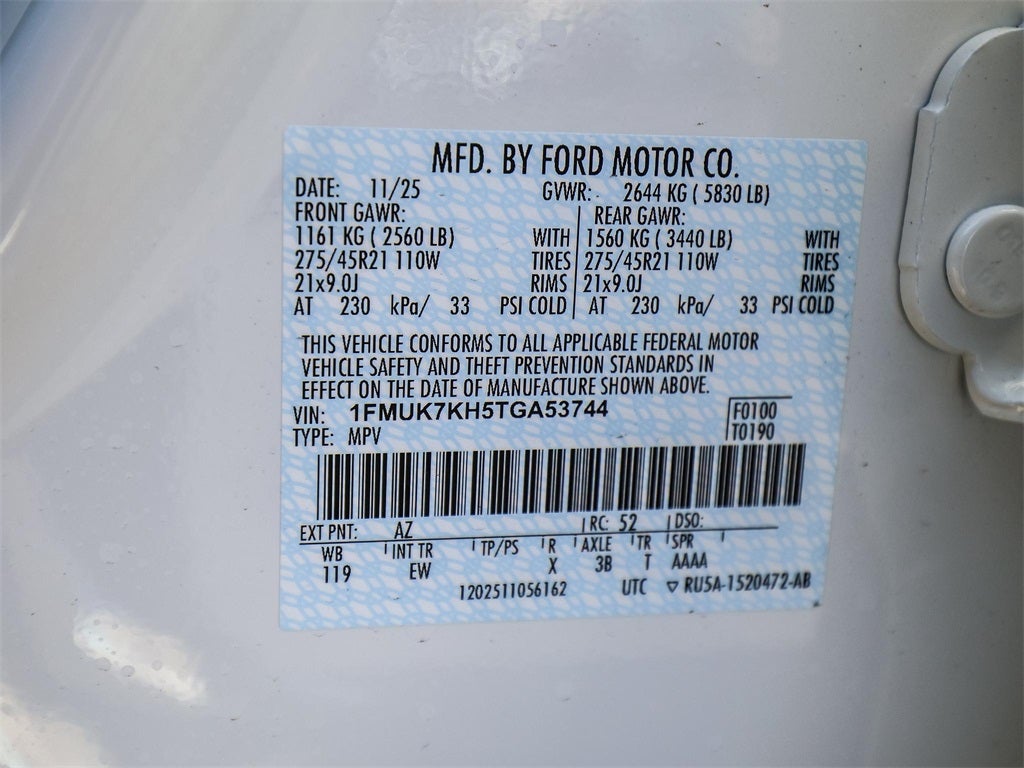 MFD. BY FORD MOTOR CO.
DATE: 11/25 GVWR: 2644 KG ( 5830 LB)
FRONT GAWR: REAR GAWR:
1161 KG ( 2560 LB) WITH 1560 KG ( 3440 LB) WITH
275/45R21 110W TIRES 275/45R21 110W TIRES
21x9.0J RIMS 21x9.0J RIMS
AT 230 kPa/ 33 PSI COLD AT 230 kPa/ 33 PSI COLD
THIS VEHICLE CONFORMS TO ALL APPLICABLE FEDERAL MOTOR
VEHICLE SAFETY AND THEFT PREVENTION STANDARDS IN
EFFECT ON THE DATE OF MANUFACTURE SHOWN ABOVE.
VIN: 1FMUK7KH5TGA53744 F0100
TYPE: MPV T0190
EXT PNT: AZ RC: 52 DSO:
WB INT TR TP/PS R AXLE TR SPR
119 EW X 3B T AAAA
1202511056162 UTC ▽ RU5A-1520472-AB